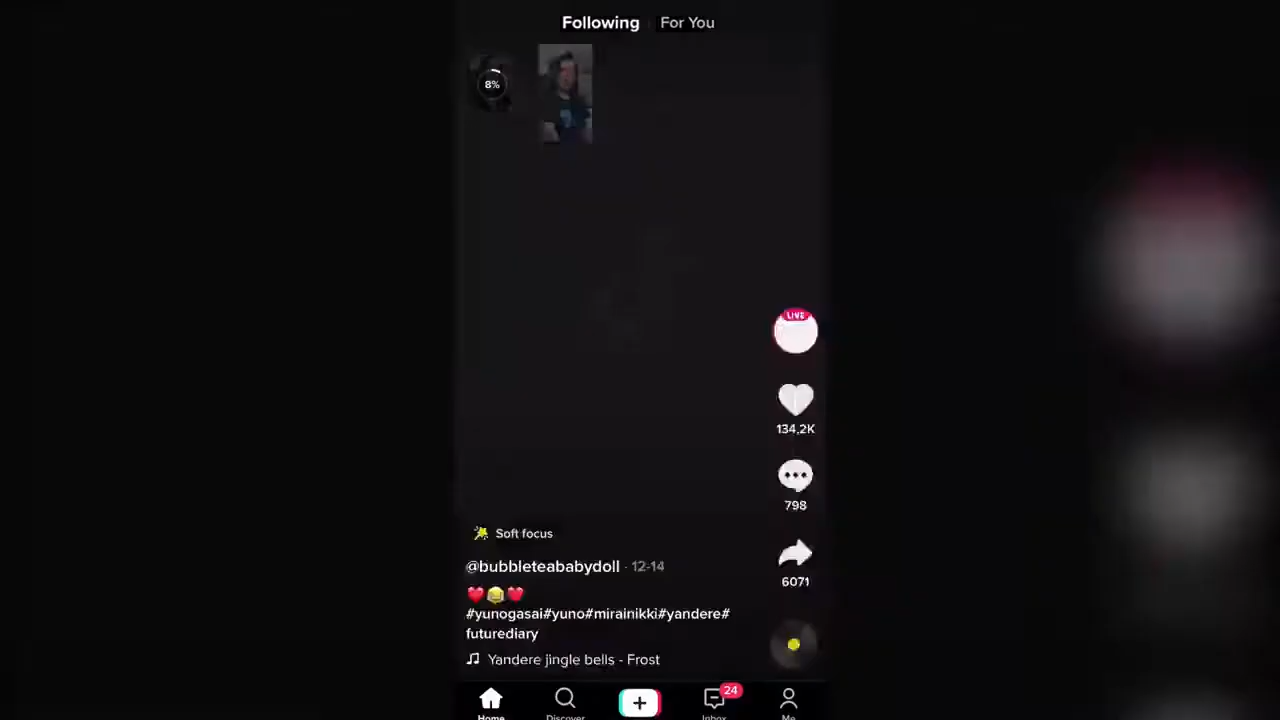 Following For You
8%
LIVE
134,2K
798
6071
Soft focus
@bubbleteababydoll · 12-14
❤️😂❤️
#yunogasai#yuno#mirainikki#yandere#
futurediary
Yandere jingle bells - Frost
24
Home Discover Inbox Me